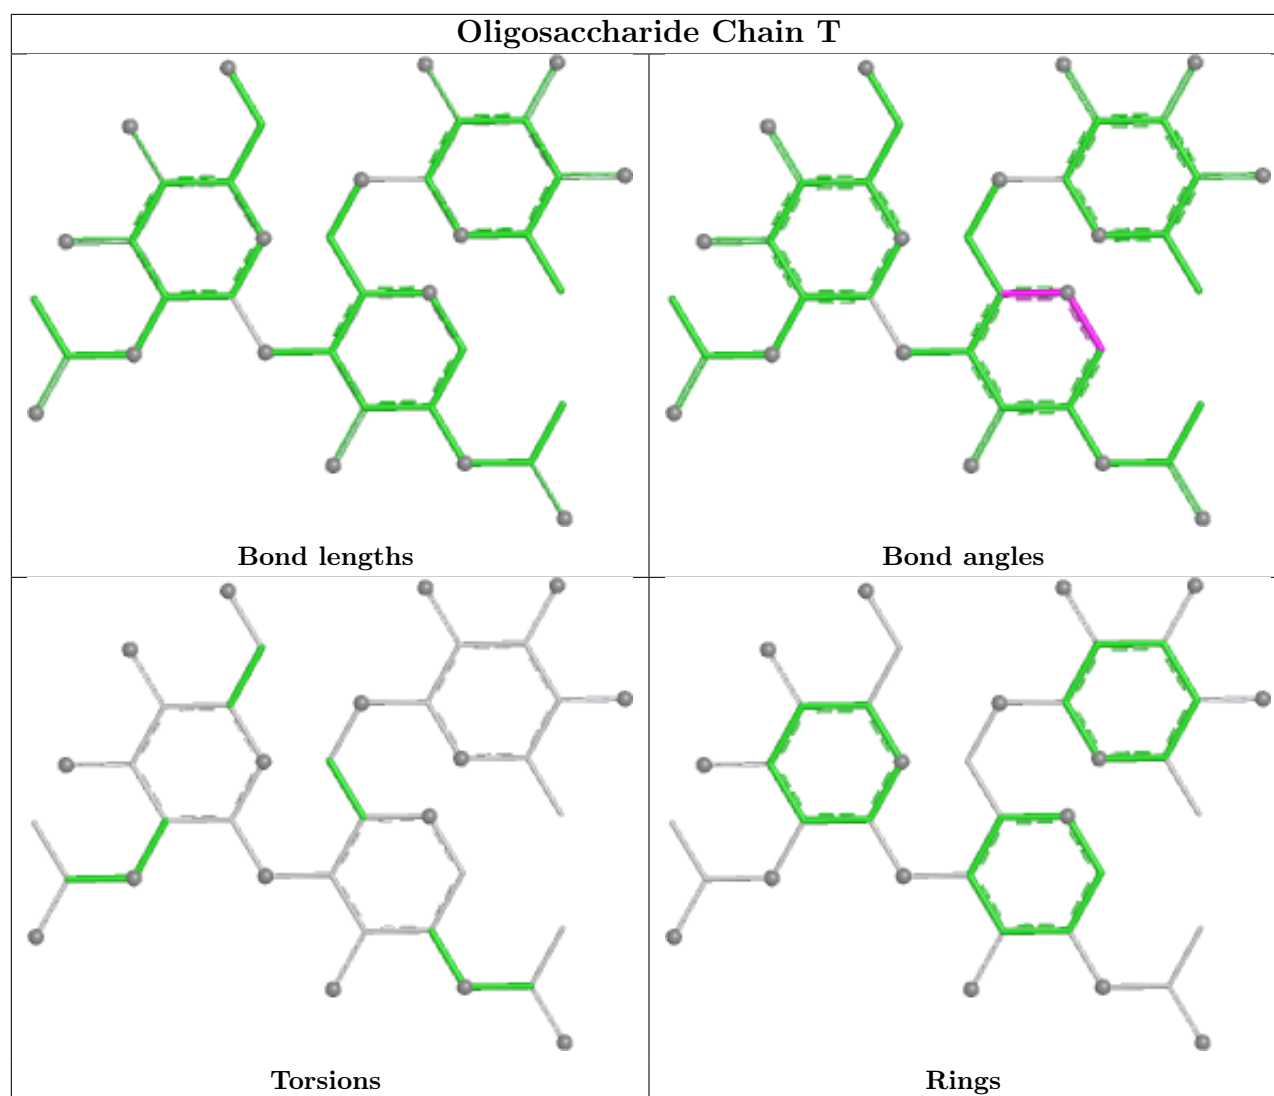 Oligosaccharide Chain T
Bond lengths
Bond angles
Torsions
Rings